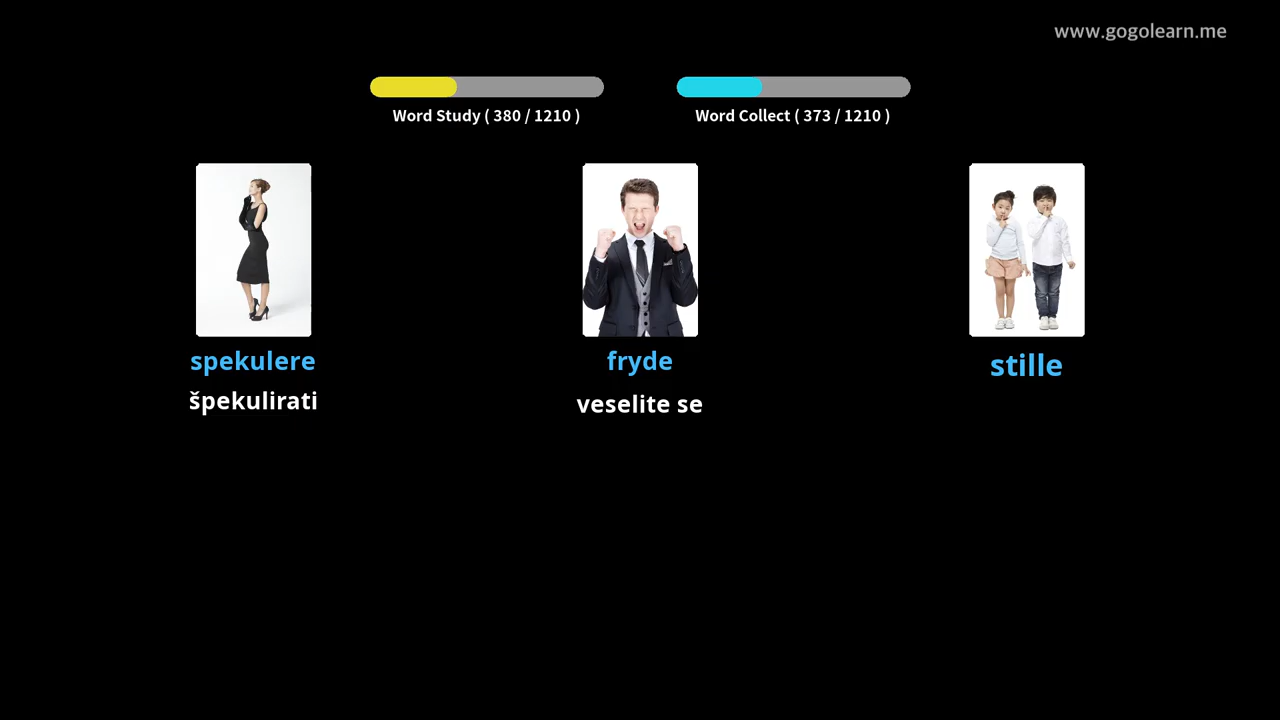 www.gogolearn.me
Word Study ( 380 / 1210 )
Word Collect ( 373 / 1210 )
spekulere
fryde
stille
špekulirati
veselite se